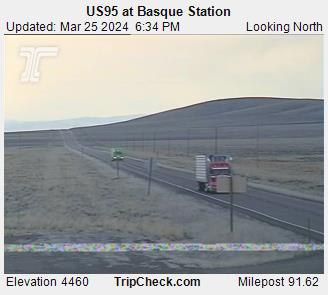 US95 at Basque Station
Updated: Mar 25 2024 6:34 PM Looking North
Elevation 4460 TripCheck.com Milepost 91.62